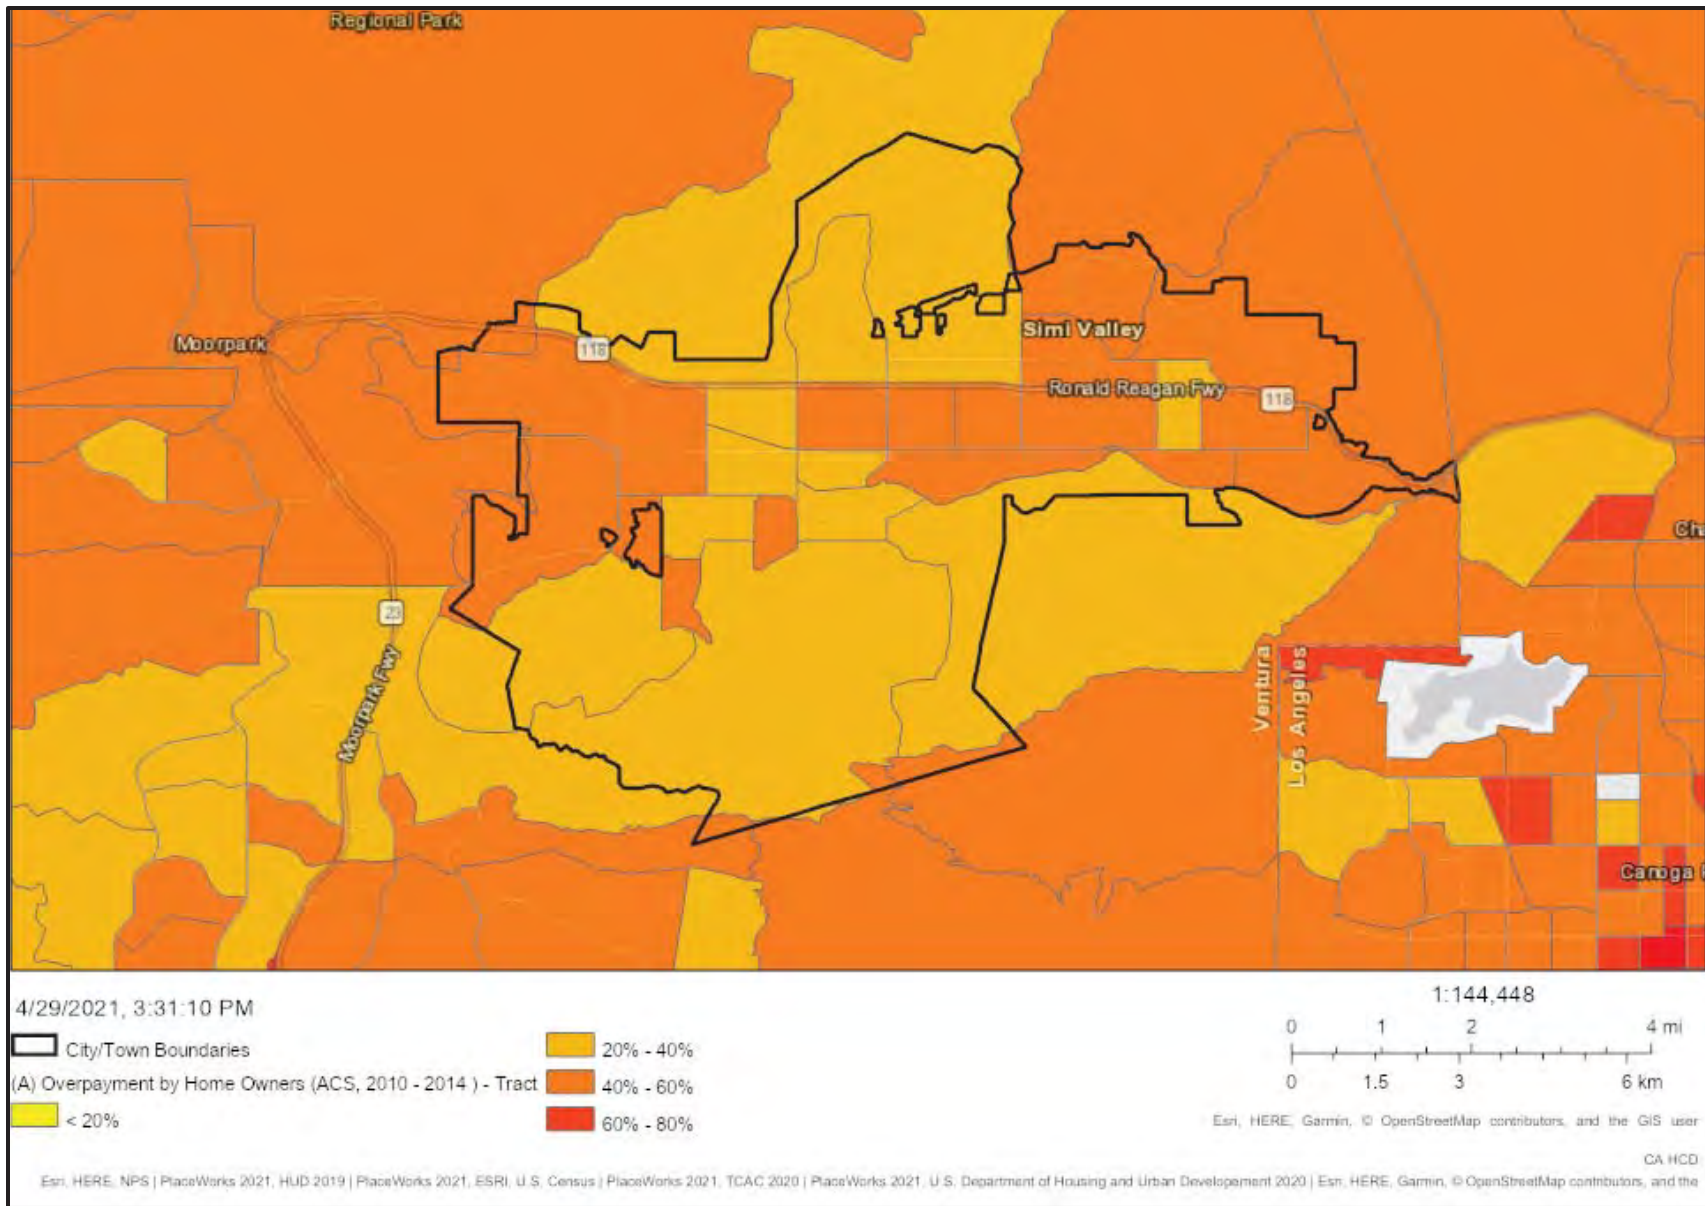 Regional Park
Moorpark
118
Simi Valley
Ronald Reagan Fwy
118
23
Moorpark Fwy
Ventura
Los Angeles
Canoga
4/29/2021, 3:31:10 PM
City/Town Boundaries
(A) Overpayment by Home Owners (ACS, 2010 - 2014 ) - Tract
< 20%
20% - 40%
40% - 60%
60% - 80%
1:144,448
0 1 2 4 mi
0 1.5 3 6 km
Esri, HERE, Garmin, © OpenStreetMap contributors, and the GIS user
CA HCD
Esri, HERE, NPS | PlaceWorks 2021, HUD 2019 | PlaceWorks 2021, ESRI, U.S. Census | PlaceWorks 2021, TCAC 2020 | PlaceWorks 2021, U.S. Department of Housing and Urban Developement 2020 | Esri, HERE, Garmin, © OpenStreetMap contributors, and the